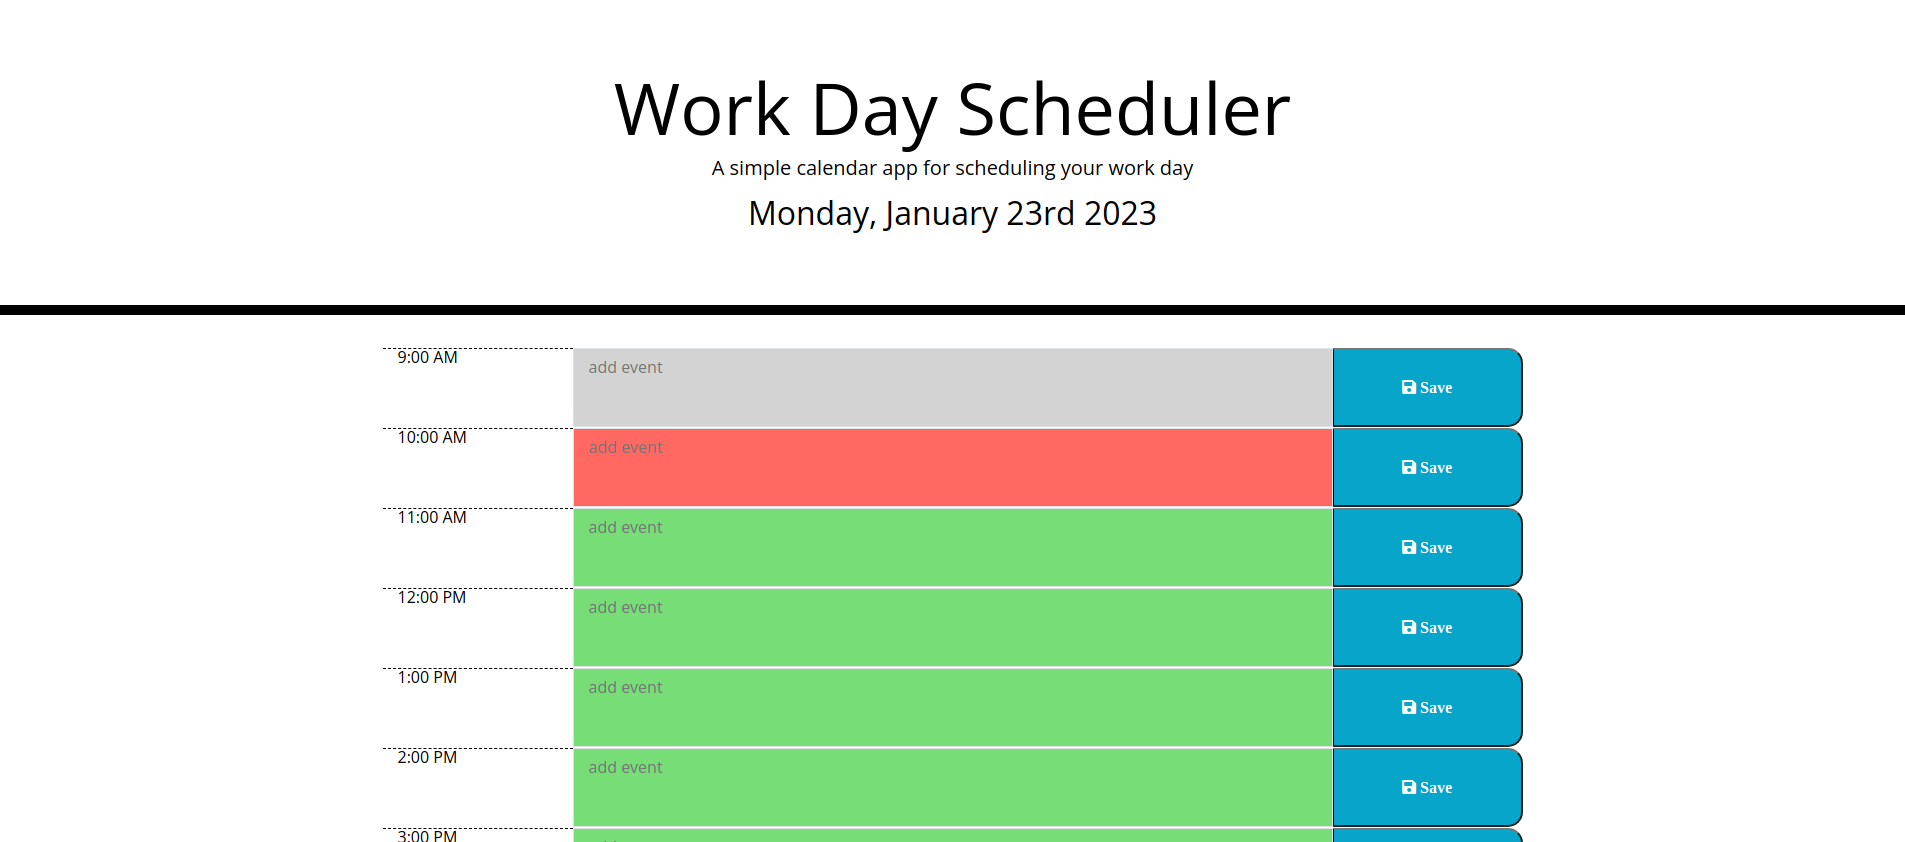 Work Day Scheduler
A simple calendar app for scheduling your work day
Monday, January 23rd 2023
9:00 AM add event Save
10:00 AM add event Save
11:00 AM add event Save
12:00 PM add event Save
1:00 PM add event Save
2:00 PM add event Save
3:00 PM